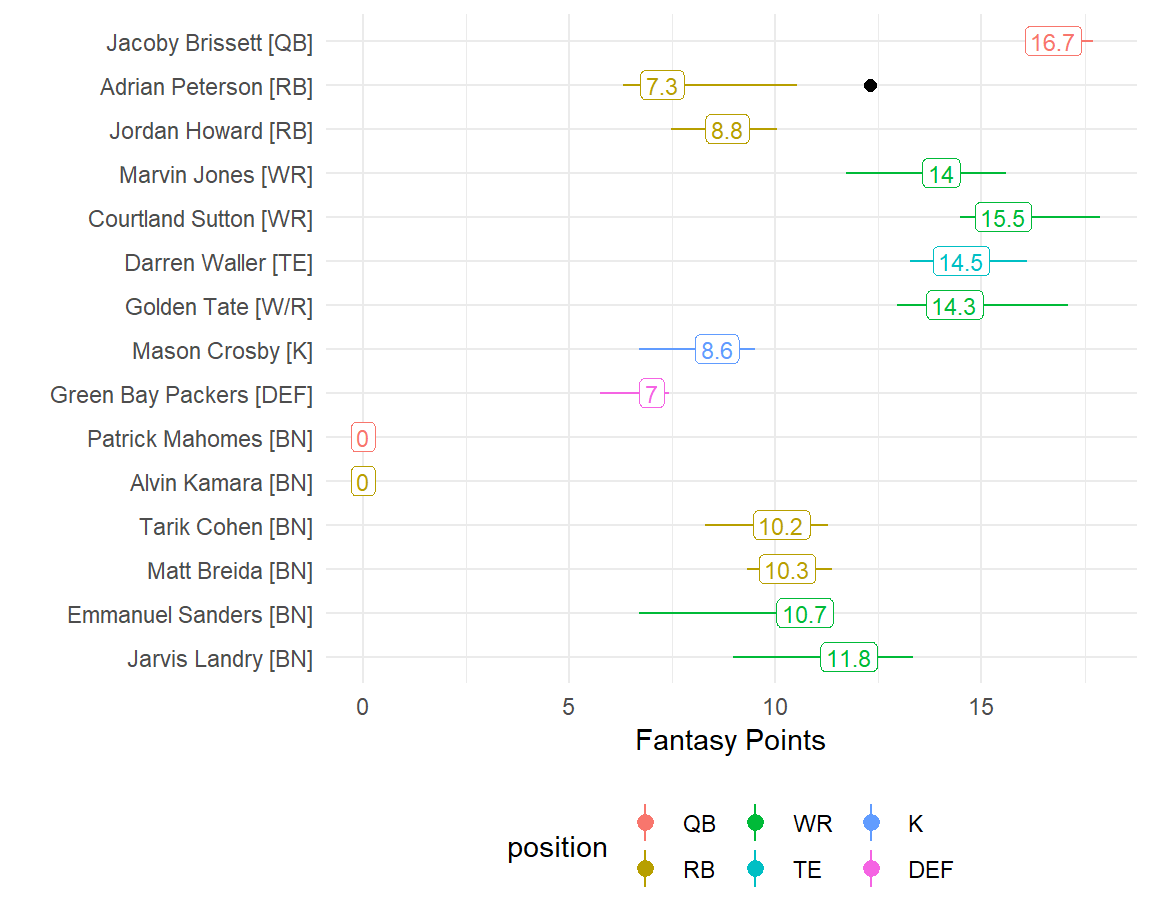 Jacoby Brissett [QB] 16.7
Adrian Peterson [RB] 7.3
Jordan Howard [RB] 8.8
Marvin Jones [WR] 14
Courtland Sutton [WR] 15.5
Darren Waller [TE] 14.5
Golden Tate [W/R] 14.3
Mason Crosby [K] 8.6
Green Bay Packers [DEF] 7
Patrick Mahomes [BN] 0
Alvin Kamara [BN] 0
Tarik Cohen [BN] 10.2
Matt Breida [BN] 10.3
Emmanuel Sanders [BN] 10.7
Jarvis Landry [BN] 11.8
0 5 10 15
Fantasy Points
position
QB WR K
RB TE DEF